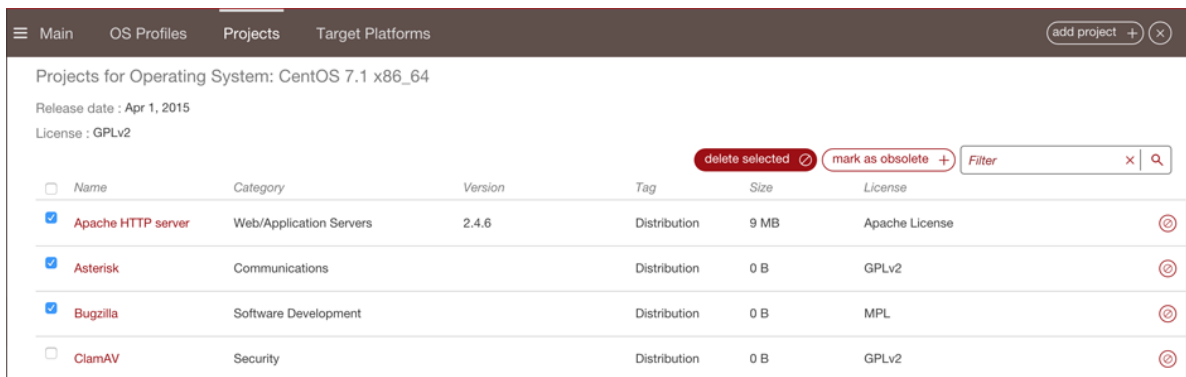 Main OS Profiles Projects Target Platforms add project +
Projects for Operating System: CentOS 7.1 x86_64
Release date : Apr 1, 2015
License : GPLv2
delete selected mark as obsolete + Filter
Name Category Version Tag Size License
Apache HTTP server Web/Application Servers 2.4.6 Distribution 9 MB Apache License
Asterisk Communications Distribution 0 B GPLv2
Bugzilla Software Development Distribution 0 B MPL
ClamAV Security Distribution 0 B GPLv2